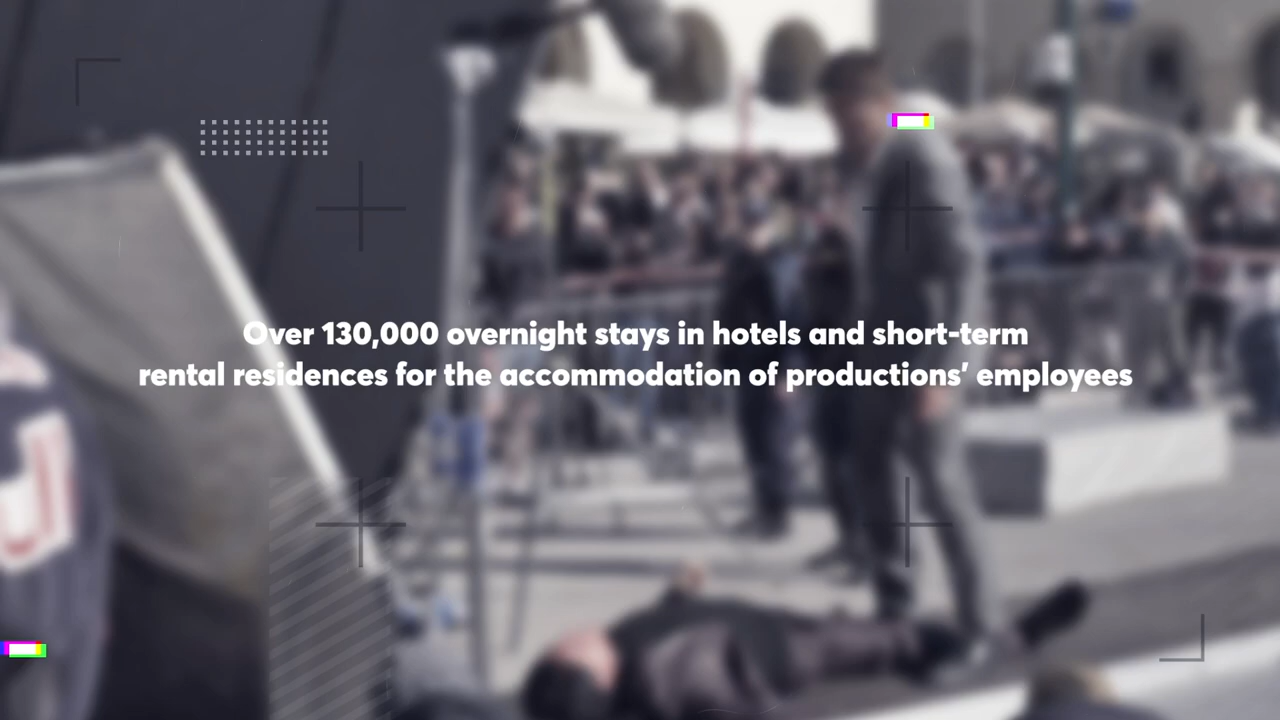 Over 130,000 overnight stays in hotels and short-term
rental residences for the accommodation of productions’ employees